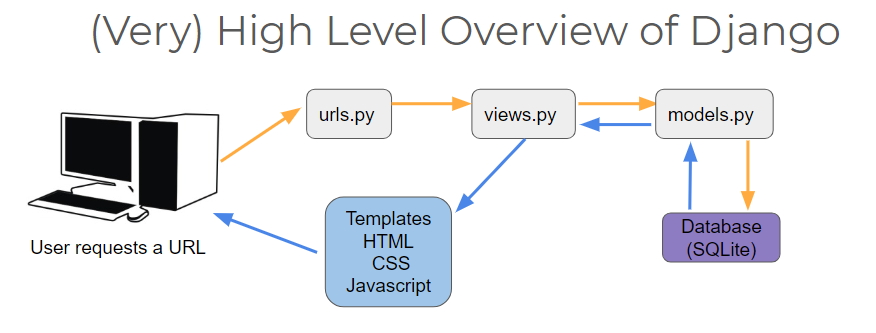 (Very) High Level Overview of Django
urls.py
views.py
models.py
User requests a URL
Templates
HTML
CSS
Javascript
Database
(SQLite)